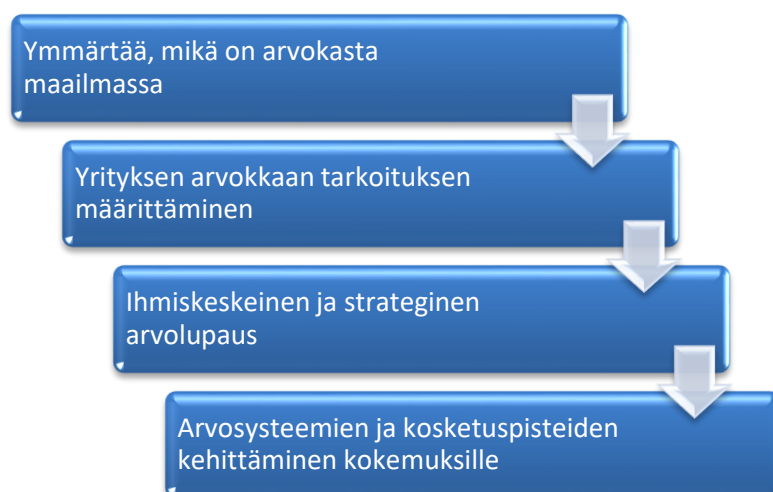 Ymmärtää, mikä on arvokasta
maailmassa
Yrityksen arvokkaan tarkoituksen
määrittäminen
Ihmiskeskeinen ja strateginen
arvolupaus
Arvosysteemien ja kosketuspisteiden
kehittäminen kokemuksille